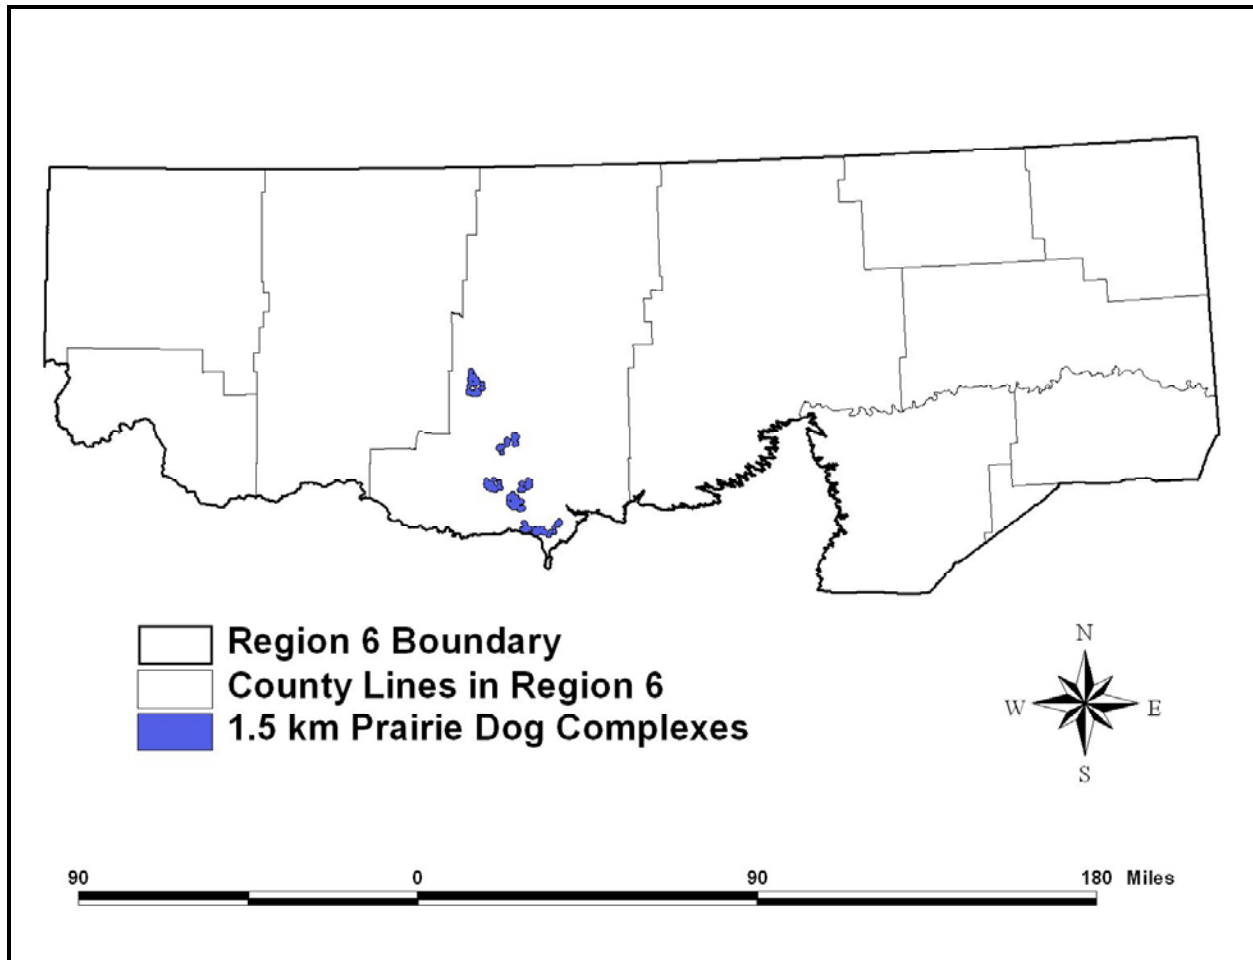 Region 6 Boundary
County Lines in Region 6
1.5 km Prairie Dog Complexes
N
W E
S
90 0 90 180 Miles